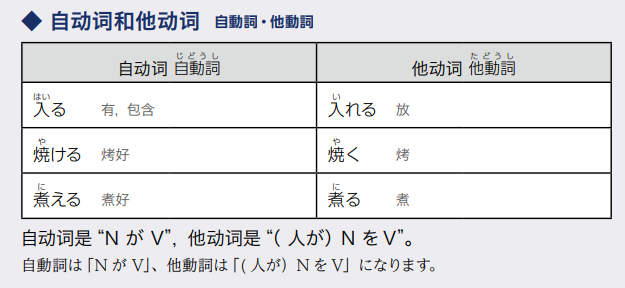 ◆ 自动词和他动词 自動詞・他動詞
じどうし たどうし
自动词 自動詞 他动词 他動詞
はい い
入る 有，包含 入れる 放
や や
焼ける 烤好 焼く 烤
に に
煮える 煮好 煮る 煮
自动词是 “N が V”，他动词是 “( 人が) N を V”。
自動詞は「N が V」、他動詞は「( 人が) N を V」になります。